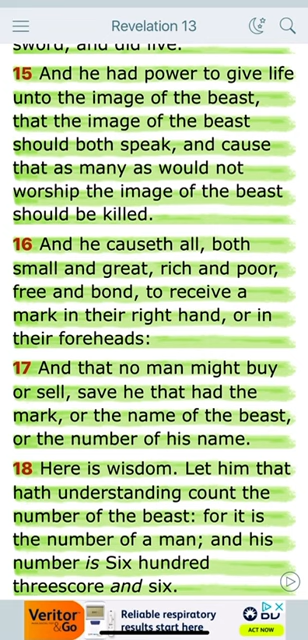 Revelation 13
sword, and did live.
15 And he had power to give life
unto the image of the beast,
that the image of the beast
should both speak, and cause
that as many as would not
worship the image of the beast
should be killed.
16 And he causeth all, both
small and great, rich and poor,
free and bond, to receive a
mark in their right hand, or in
their foreheads:
17 And that no man might buy
or sell, save he that had the
mark, or the name of the beast,
or the number of his name.
18 Here is wisdom. Let him that
hath understanding count the
number of the beast: for it is
the number of a man; and his
number is Six hundred
threescore and six.
Veritor
&Go
Reliable respiratory
results start here
BD
ACT NOW